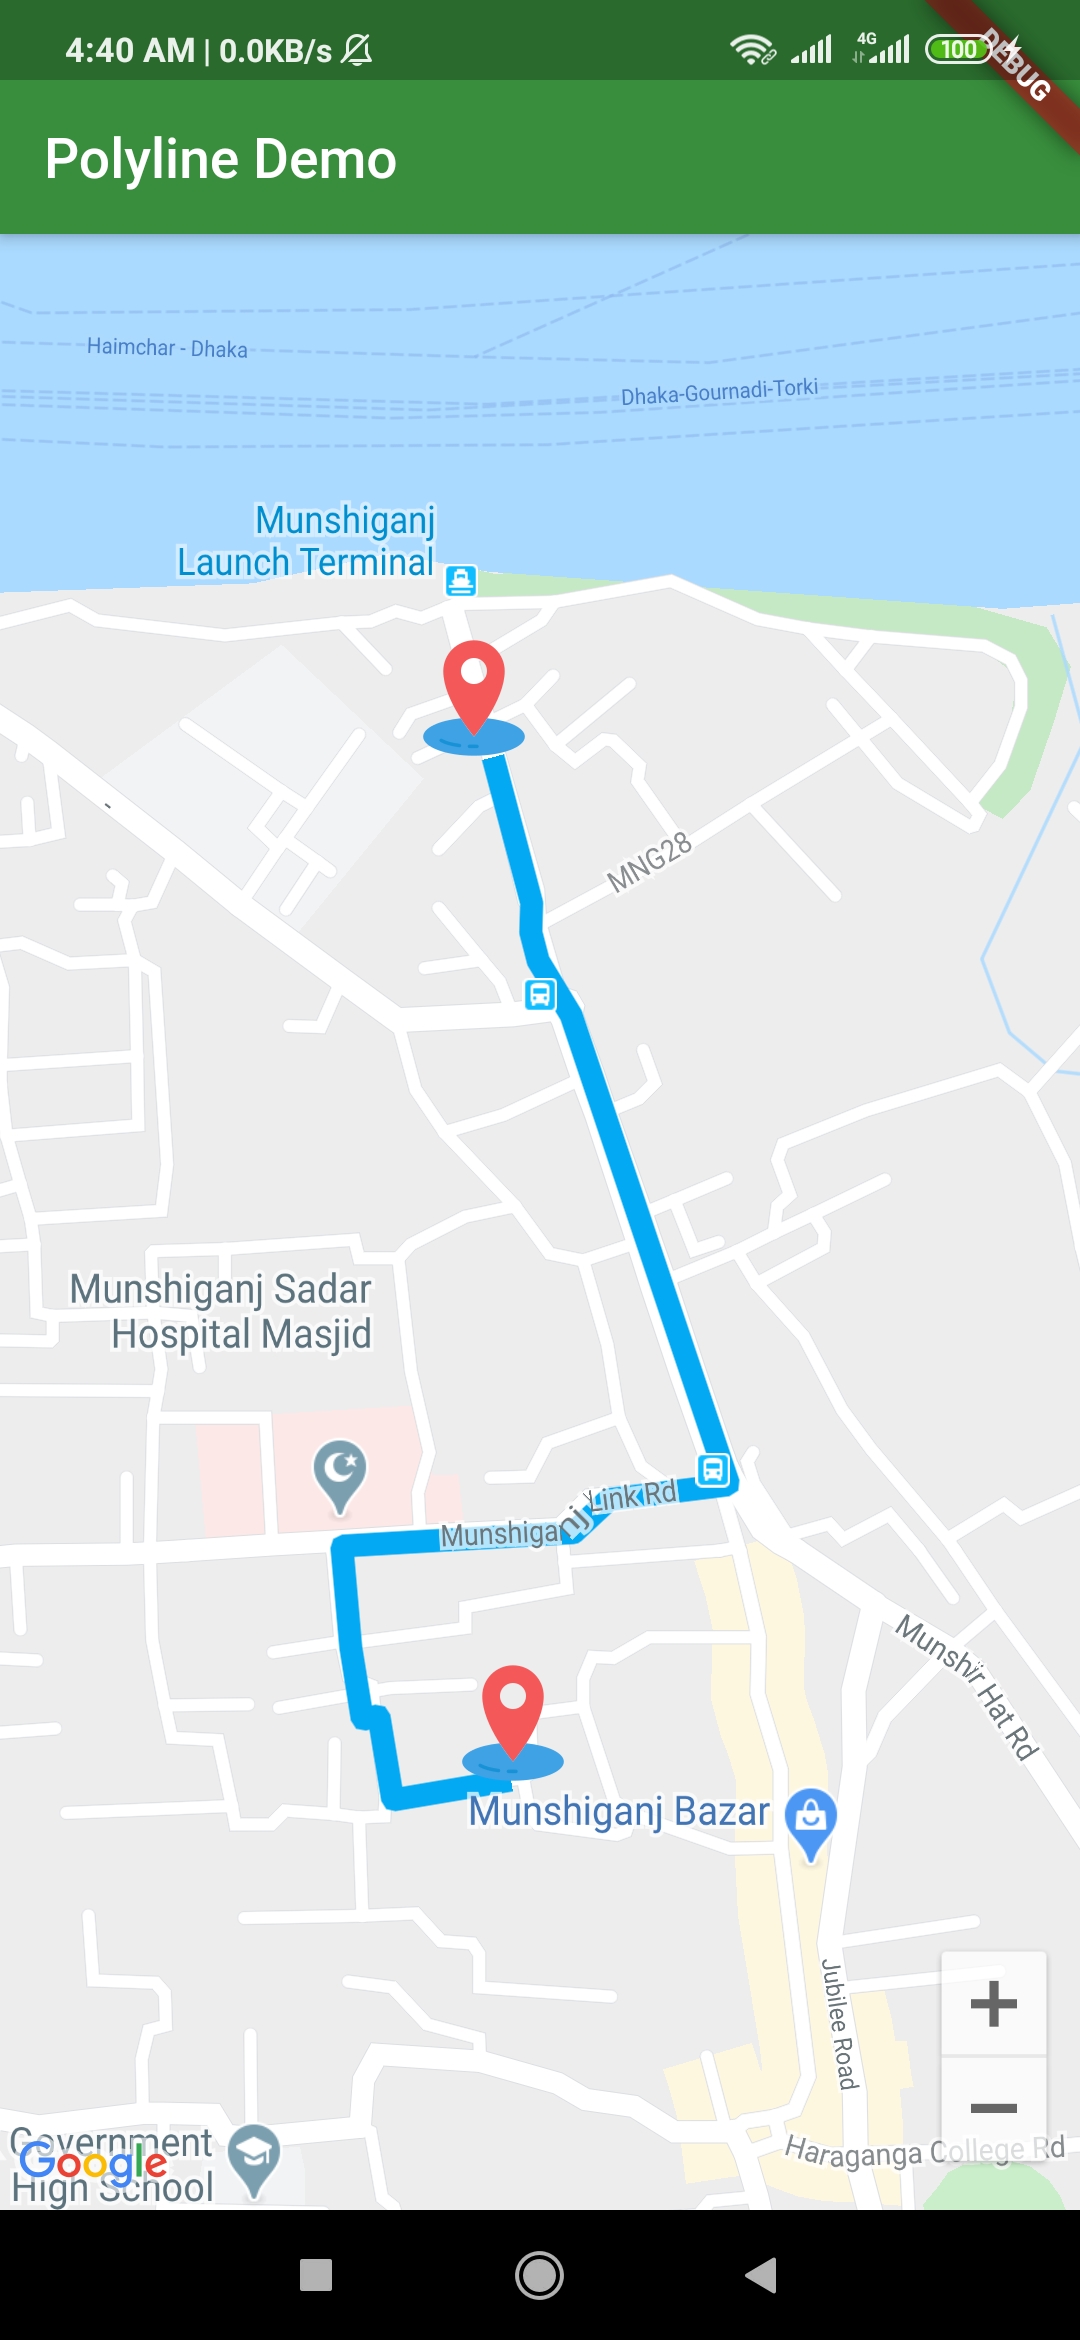 4:40 AM | 0.0KB/s
4G
100
DEBUG
Polyline Demo
Haimchar - Dhaka
Dhaka-Gournadi-Torki
Munshiganj
Launch Terminal
MNG28
Munshiganj Sadar
Hospital Masjid
Munshiganj Link Rd
Munshir Hat Rd
Munshiganj Bazar
Jubilee Road
Haraganga College Rd
Government
High School
Google